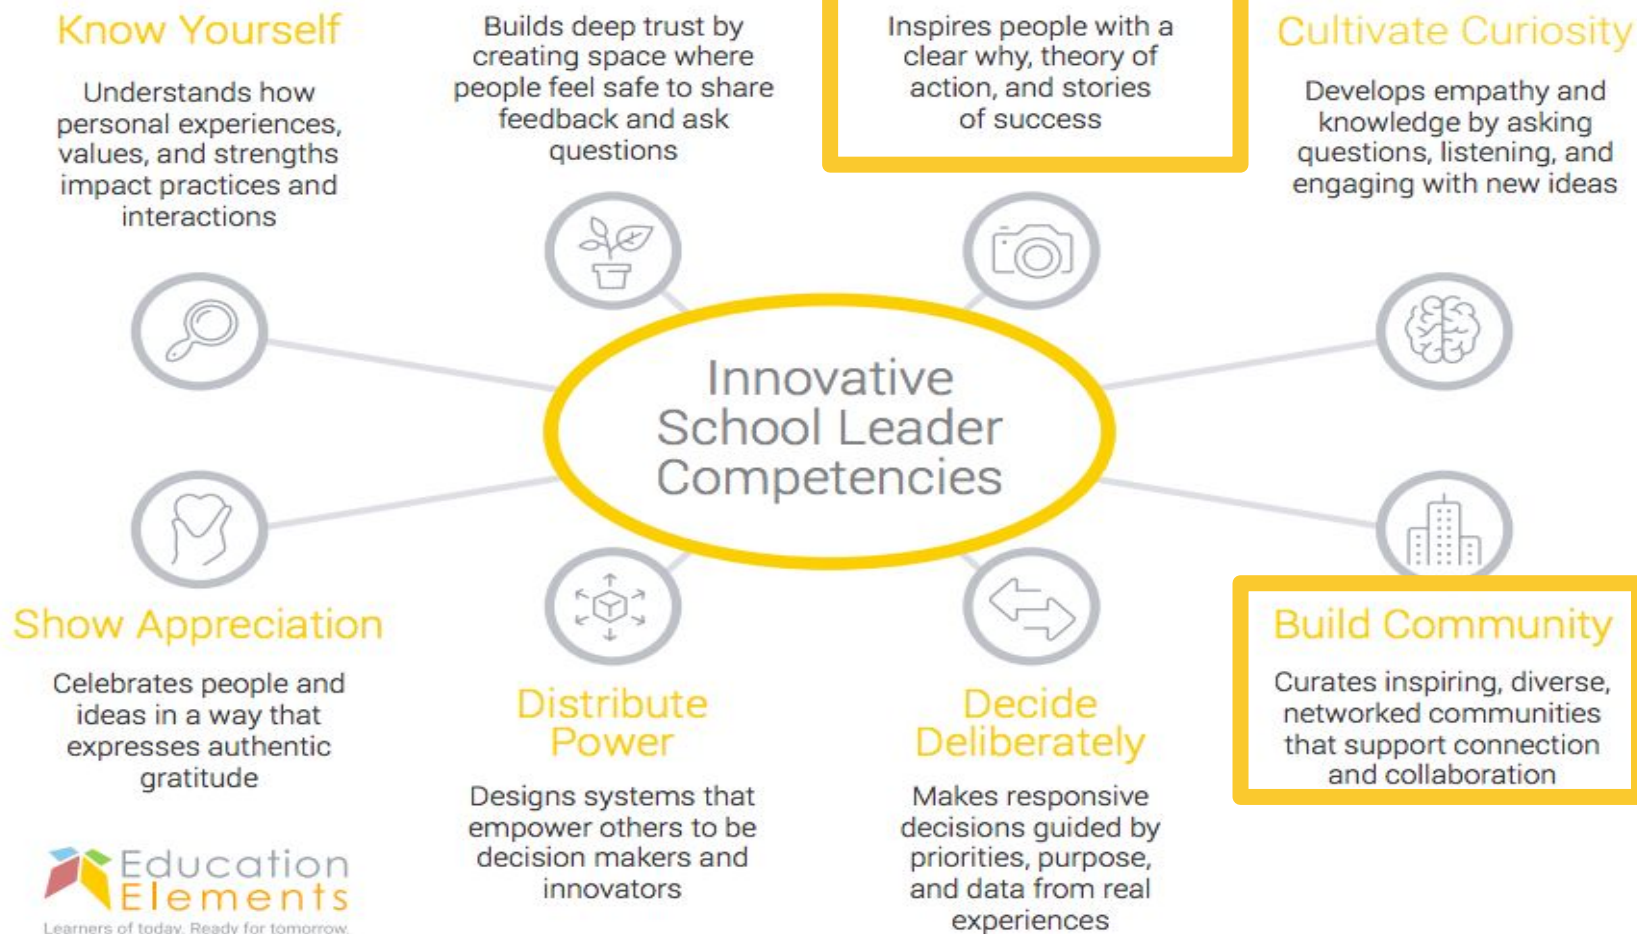 Know Yourself
Understands how
personal experiences,
values, and strengths
impact practices and
interactions
Builds deep trust by
creating space where
people feel safe to share
feedback and ask
questions
Inspires people with a
clear why, theory of
action, and stories
of success
Cultivate Curiosity
Develops empathy and
knowledge by asking
questions, listening, and
engaging with new ideas
Innovative
School Leader
Competencies
Show Appreciation
Celebrates people and
ideas in a way that
expresses authentic
gratitude
Distribute
Power
Designs systems that
empower others to be
decision makers and
innovators
Decide
Deliberately
Makes responsive
decisions guided by
priorities, purpose,
and data from real
experiences
Build Community
Curates inspiring, diverse,
networked communities
that support connection
and collaboration
Education
Elements
Learners of today. Ready for tomorrow.